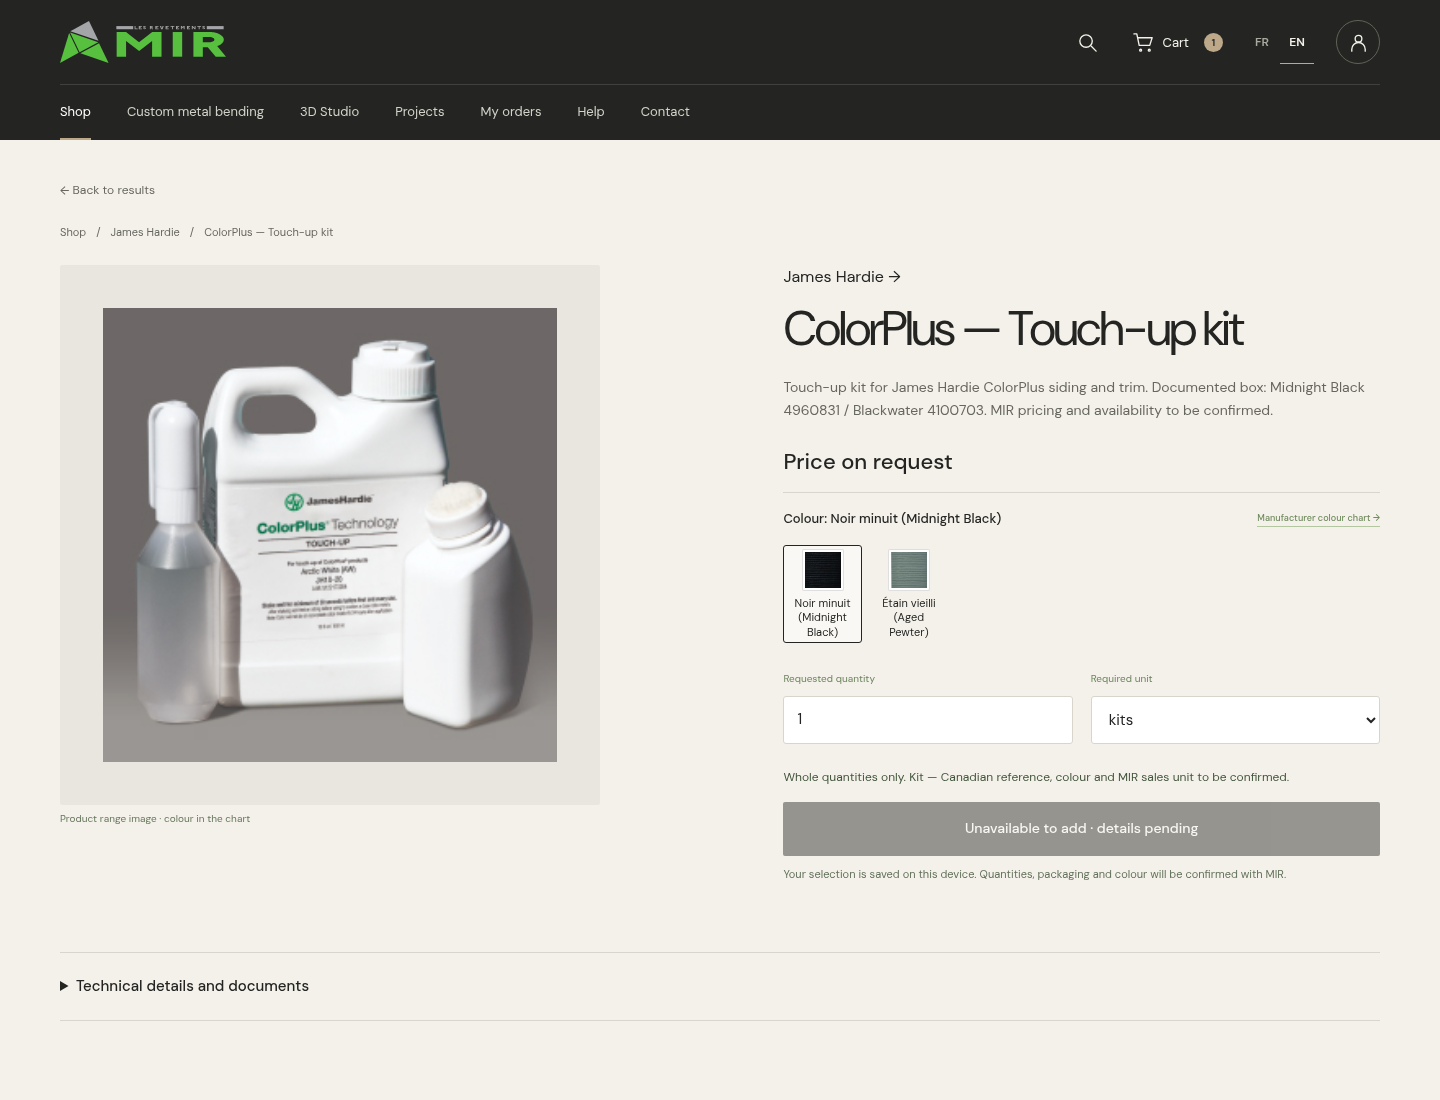 LES REVETEMENTS
MIR
Cart 1
FR EN
Shop Custom metal bending 3D Studio Projects My orders Help Contact
← Back to results
Shop / James Hardie / ColorPlus — Touch-up kit
JamesHardie
ColorPlus Technology
TOUCH-UP
For touch-up of ColorPlus products
Arctic White (AW)
Product range image · colour in the chart
James Hardie →
ColorPlus — Touch-up kit
Touch-up kit for James Hardie ColorPlus siding and trim. Documented box: Midnight Black
4960831 / Blackwater 4100703. MIR pricing and availability to be confirmed.
Price on request
Colour: Noir minuit (Midnight Black)
Manufacturer colour chart →
Noir minuit
(Midnight
Black)
Étain vieilli
(Aged
Pewter)
Requested quantity
1
Required unit
kits
Whole quantities only. Kit — Canadian reference, colour and MIR sales unit to be confirmed.
Unavailable to add · details pending
Your selection is saved on this device. Quantities, packaging and colour will be confirmed with MIR.
Technical details and documents